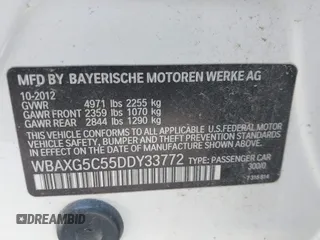 MFD BY BAYERISCHE MOTOREN WERKE AG
10-2012
GVWR 4971 lbs 2255 kg
GAWR FRONT 2359 lbs 1070 kg
GAWR REAR 2844 lbs 1290 kg
THIS VEHICLE CONFORMS TO ALL APPLICABLE
U.S. FEDERAL MOTOR VEHICLE
SAFETY, BUMPER, AND THEFT PREVENTION STANDARDS
IN EFFECT ON THE DATE OF MANUFACTURE
SHOWN ABOVE.
WBAXG5C55DDY33772 TYPE: PASSENGER CAR
300/0